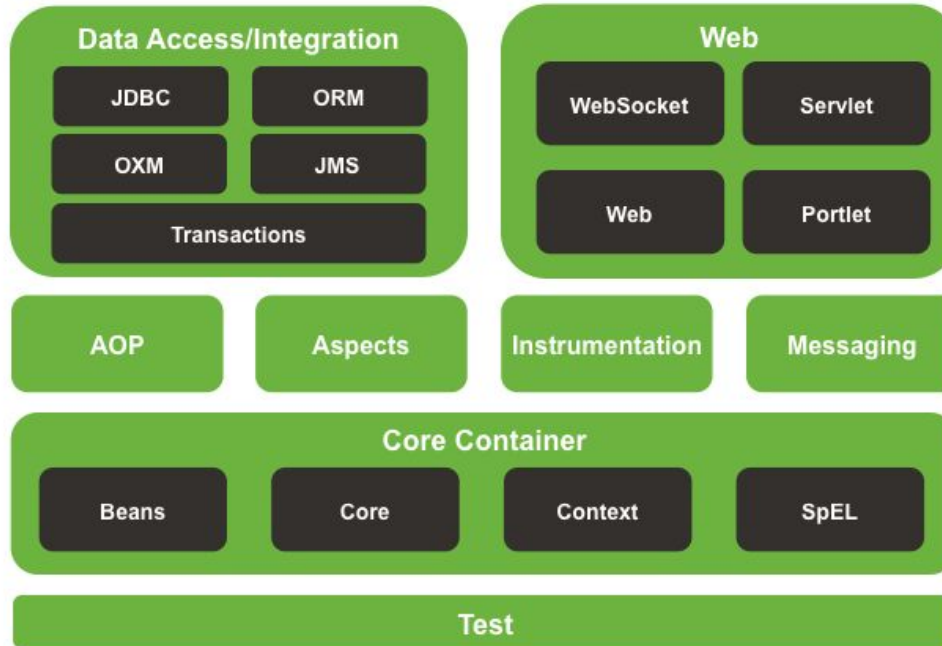 Data Access/Integration
JDBC ORM
OXM JMS
Transactions
Web
WebSocket Servlet
Web Portlet
AOP Aspects Instrumentation Messaging
Core Container
Beans Core Context SpEL
Test